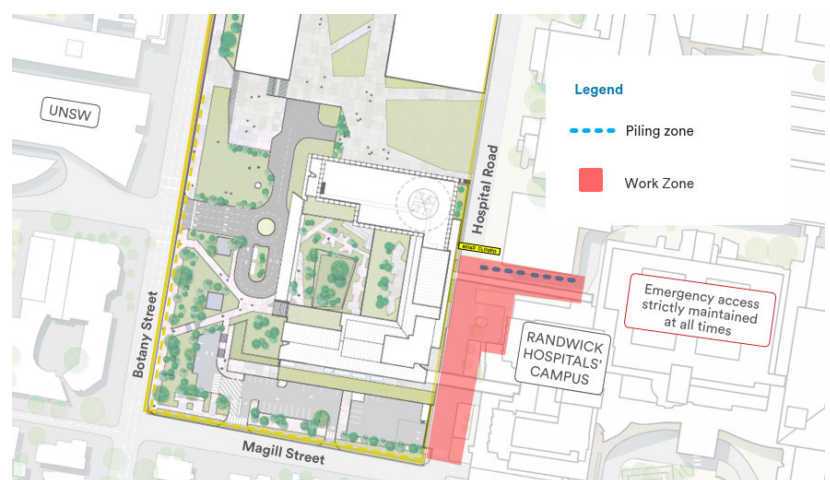 UNSW
Legend
Piling zone
Work Zone
Hospital Road
ROAD CLOSED
Emergency access
strictly maintained
at all times
RANDWICK
HOSPITALS'
CAMPUS
Botany Street
Magill Street